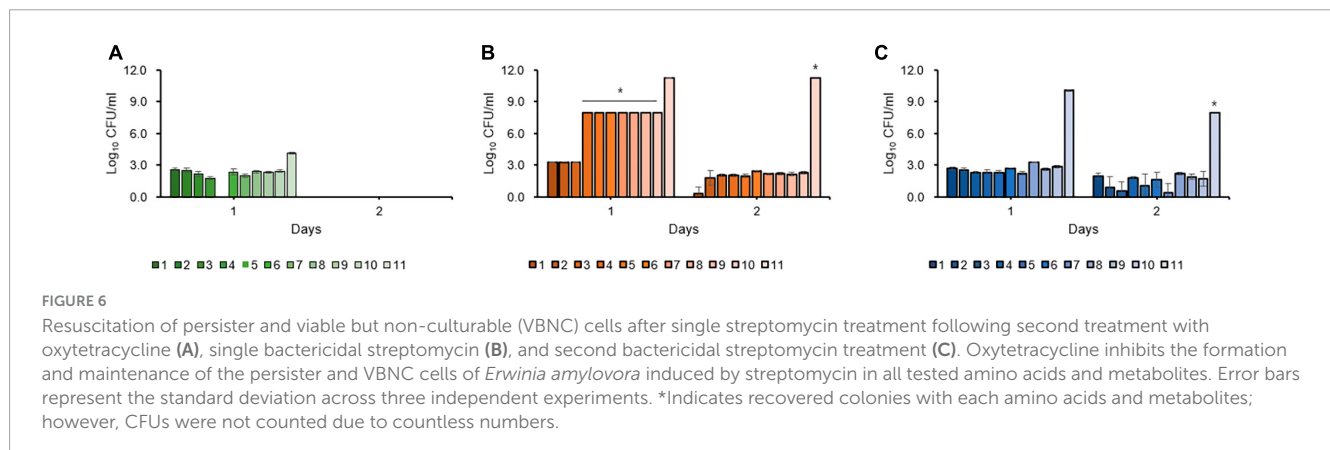 A
B
C
12.0
9.0
6.0
3.0
0.0
Log10 CFU/ml
1
2
Days
1 2 3 4 5 6 7 8 9 10 11
12.0
9.0
6.0
3.0
0.0
Log10 CFU/ml
*
*
1
2
Days
1 2 3 4 5 6 7 8 9 10 11
12.0
9.0
6.0
3.0
0.0
Log10 CFU/ml
*
1
2
Days
1 2 3 4 5 6 7 8 9 10 11
FIGURE 6
Resuscitation of persister and viable but non-culturable (VBNC) cells after single streptomycin treatment following second treatment with
oxytetracycline (A), single bactericidal streptomycin (B), and second bactericidal streptomycin treatment (C). Oxytetracycline inhibits the formation
and maintenance of the persister and VBNC cells of Erwinia amylovora induced by streptomycin in all tested amino acids and metabolites. Error bars
represent the standard deviation across three independent experiments. *Indicates recovered colonies with each amino acids and metabolites;
however, CFUs were not counted due to countless numbers.